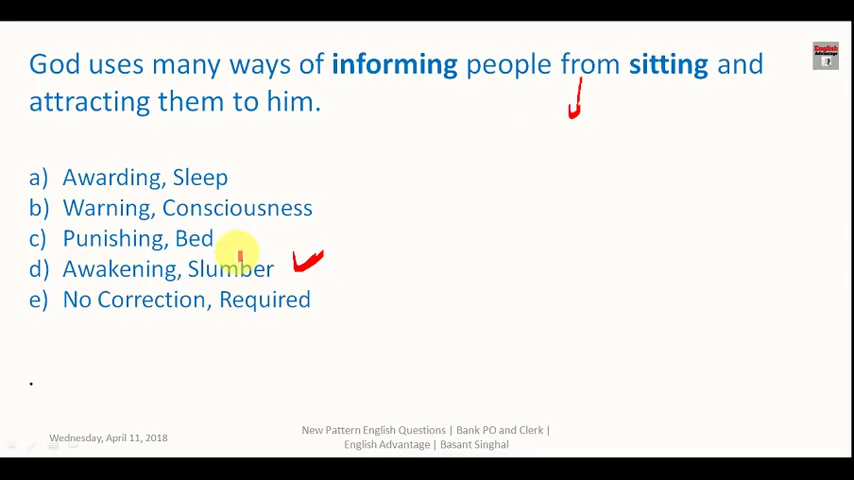 God uses many ways of informing people from sitting and
attracting them to him.
English
Advantage
a) Awarding, Sleep
b) Warning, Consciousness
c) Punishing, Bed
d) Awakening, Slumber
e) No Correction, Required
.
Wednesday, April 11, 2018
New Pattern English Questions | Bank PO and Clerk |
English Advantage | Basant Singhal